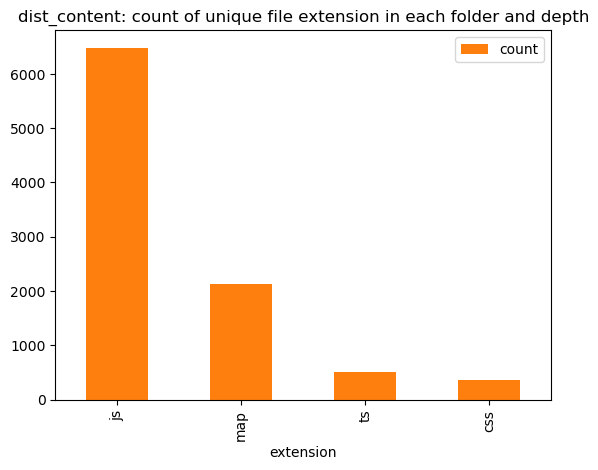 dist_content: count of unique file extension in each folder and depth
count
6000
5000
4000
3000
2000
1000
0
js
map
ts
css
extension